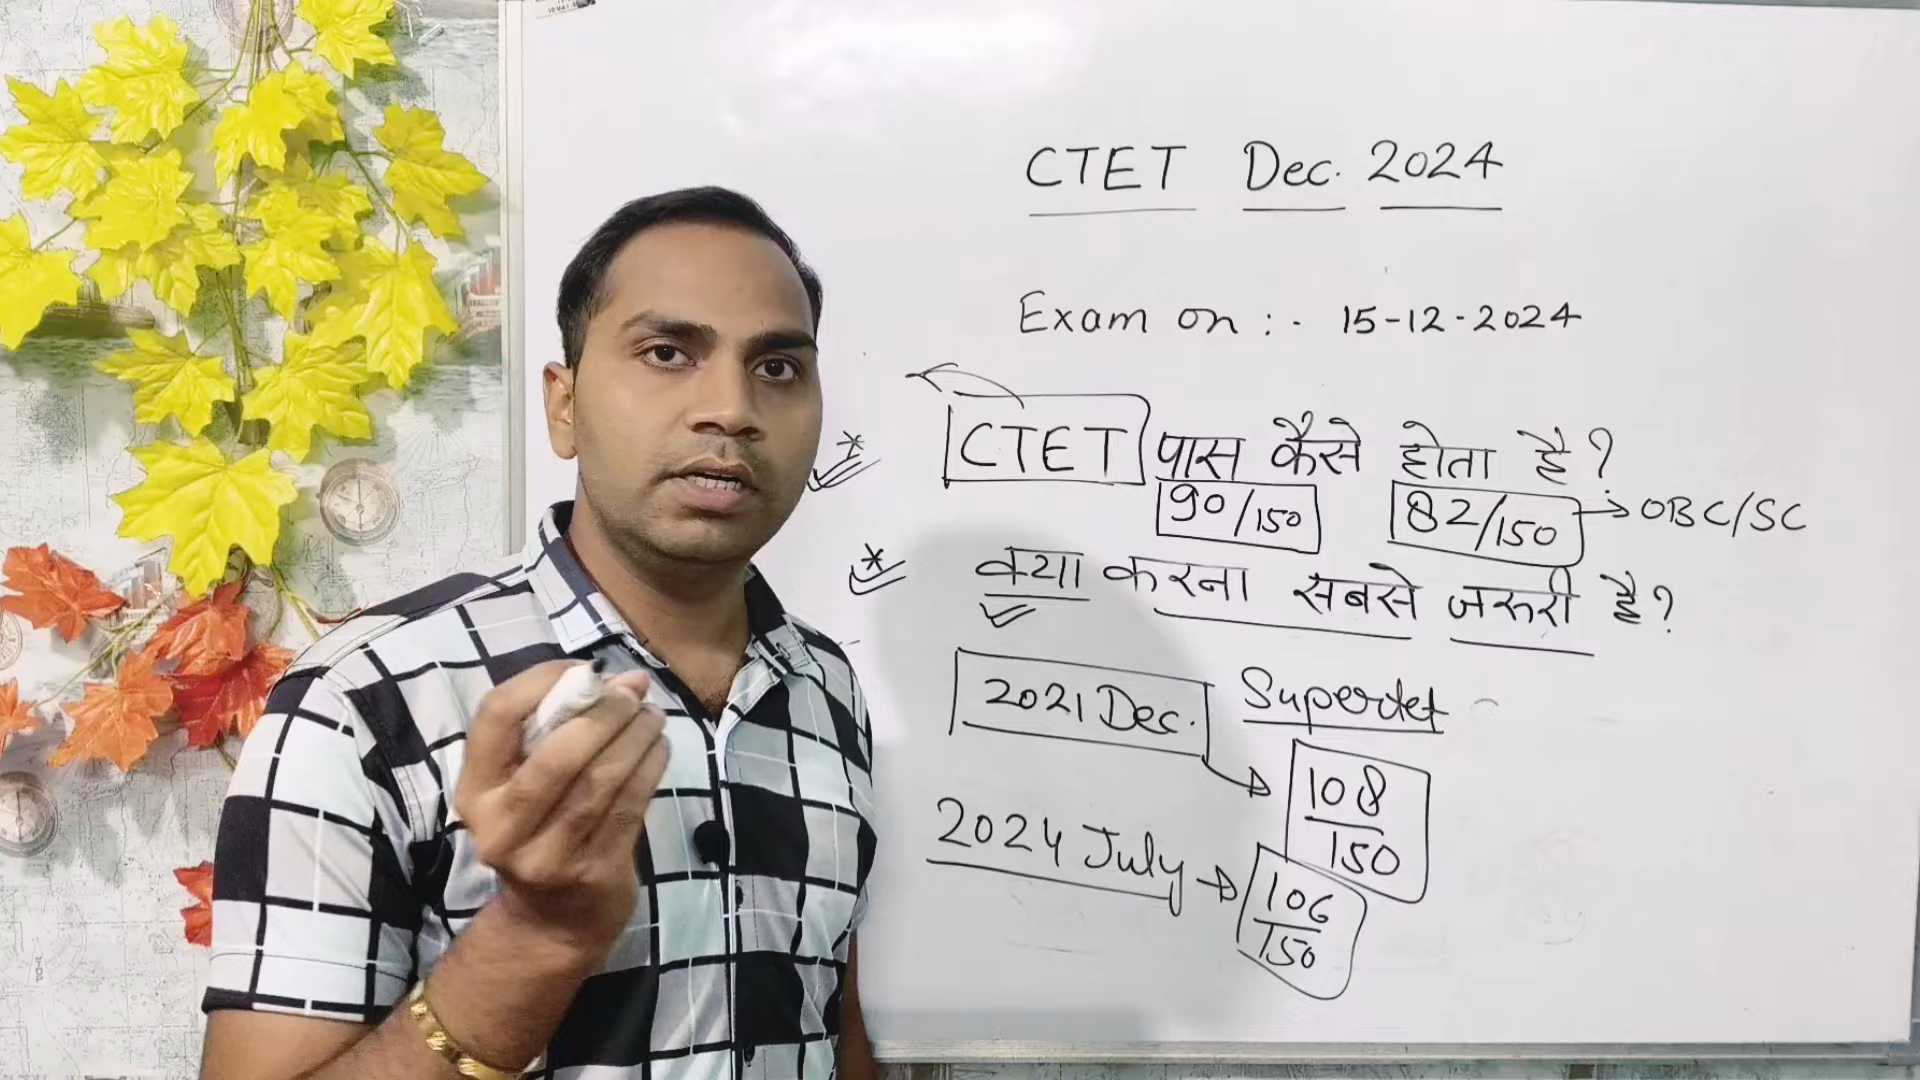 CTET Dec. 2024
Exam on :- 15-12-2024
CTET पास कैसे होता है?
90/150 82/150 → OBC/SC
क्या करना सबसे जरूरी है?
2021 Dec. Supertet
108/150
2024 July → 106/150